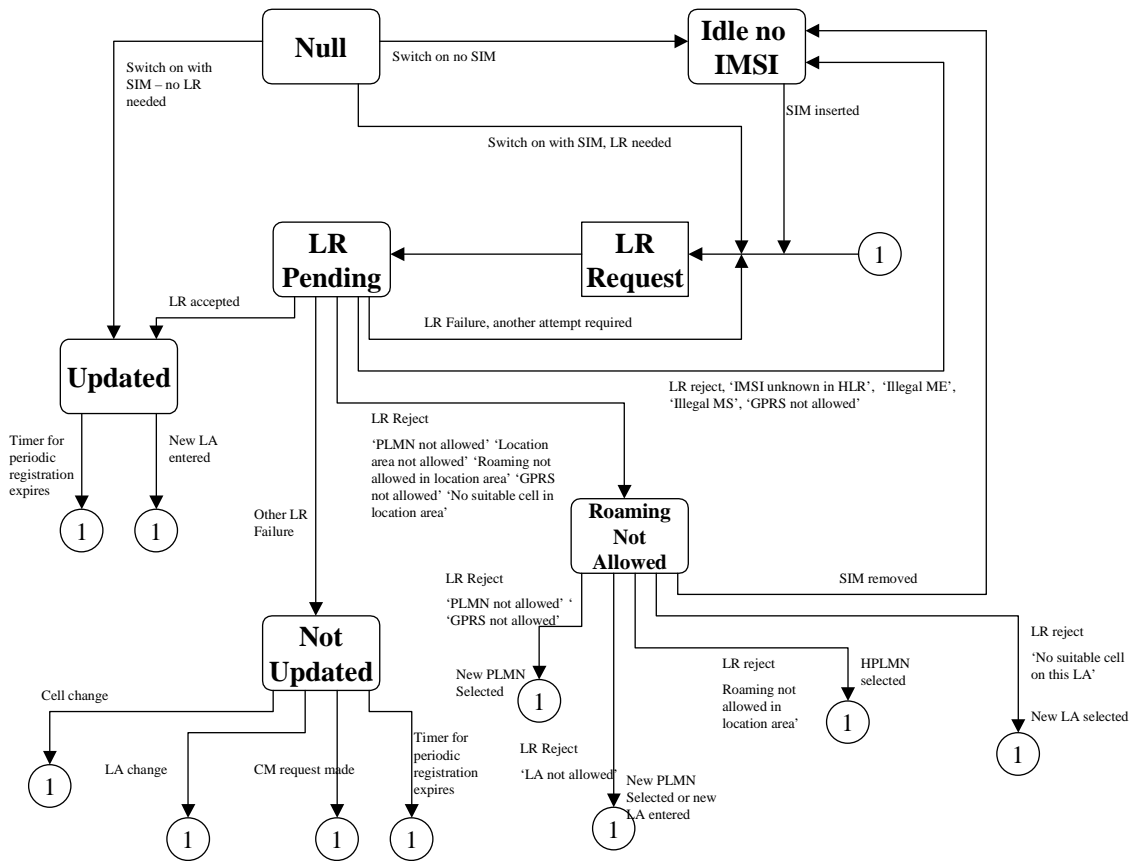 Null
Idle no
IMSI
Switch on no SIM
Switch on with
SIM – no LR
needed
SIM inserted
Switch on with SIM, LR needed
LR
Pending
LR
Request
1
LR accepted
LR Failure, another attempt required
Updated
LR reject, ‘IMSI unknown in HLR’, ‘Illegal ME’,
‘Illegal MS’, ‘GPRS not allowed’
LR Reject
‘PLMN not allowed’ ‘Location
area not allowed’ ‘Roaming not
allowed in location area’ ‘GPRS
not allowed’ ‘No suitable cell in
location area’
Timer for
periodic
registration
expires
New LA
entered
1
1
Other LR
Failure
Roaming
Not
Allowed
SIM removed
LR Reject
‘PLMN not allowed’ ‘
‘GPRS not allowed’
Not
Updated
New PLMN
Selected
1
LR reject
Roaming not
allowed in
location area’
HPLMN
selected
1
LR reject
‘No suitable cell
on this LA’
New LA selected
1
Cell change
1
LA change
1
CM request made
1
Timer for
periodic
registration
expires
1
LR Reject
‘LA not allowed’
New PLMN
Selected or new
LA entered
1